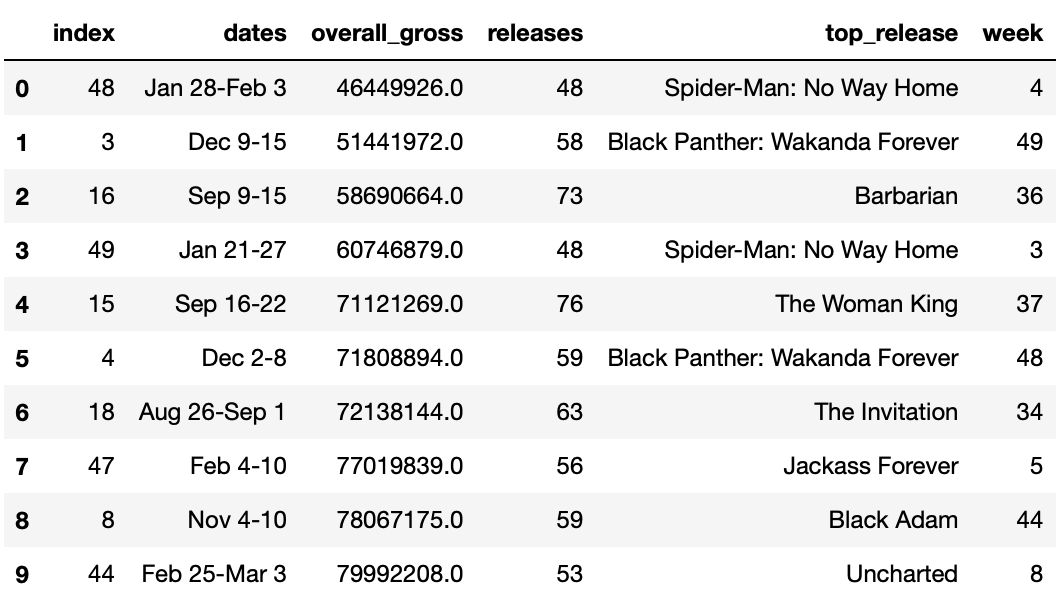 index dates overall_gross releases top_release week
0 48 Jan 28-Feb 3 46449926.0 48 Spider-Man: No Way Home 4
1 3 Dec 9-15 51441972.0 58 Black Panther: Wakanda Forever 49
2 16 Sep 9-15 58690664.0 73 Barbarian 36
3 49 Jan 21-27 60746879.0 48 Spider-Man: No Way Home 3
4 15 Sep 16-22 71121269.0 76 The Woman King 37
5 4 Dec 2-8 71808894.0 59 Black Panther: Wakanda Forever 48
6 18 Aug 26-Sep 1 72138144.0 63 The Invitation 34
7 47 Feb 4-10 77019839.0 56 Jackass Forever 5
8 8 Nov 4-10 78067175.0 59 Black Adam 44
9 44 Feb 25-Mar 3 79992208.0 53 Uncharted 8